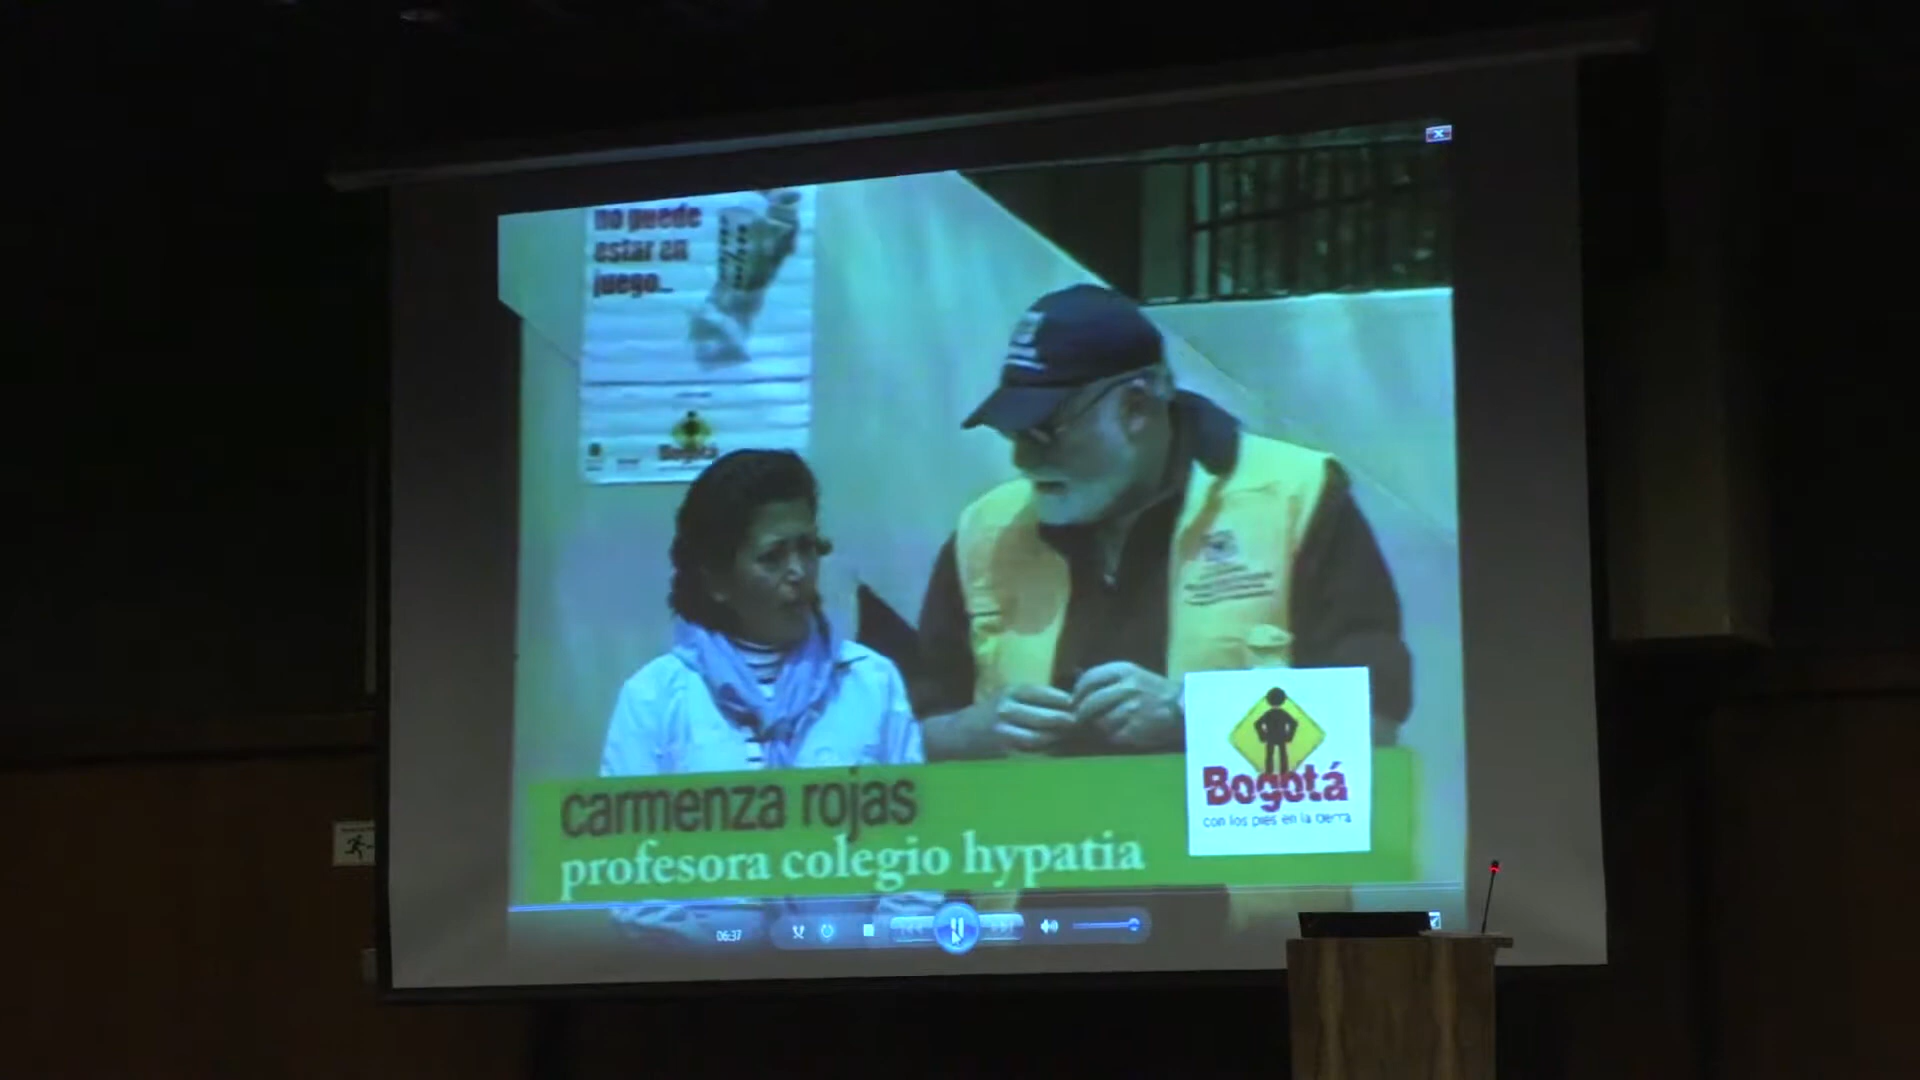 no puede
estar en
juego...
Bogotá
carmenza rojas
profesora colegio hypatia
Bogotá
con los pies en la tierra
06:37